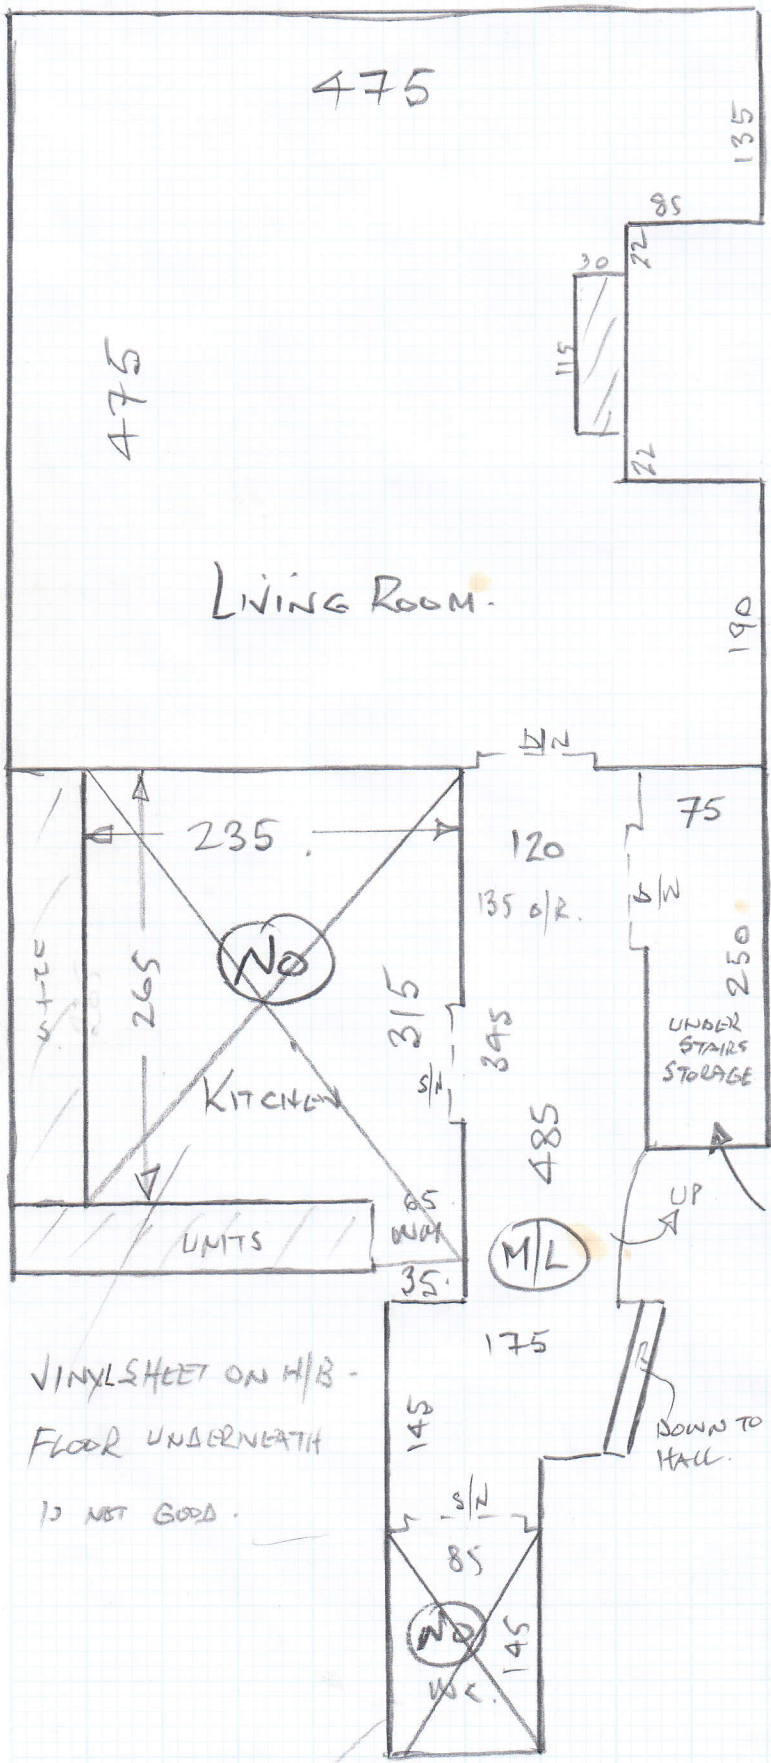 475
135
85
22
30
115
475
22
LIVING ROOM.
190
75
235
120
135 O/R.
D/W
250
NO
265
315
345
S/N
UNDER
STAIRS
STORAGE
KITCHEN
485
UP
65
W/M
UNITS
M/L
35.
175
VINYL SHEET ON H/B -
FLOOR UNDERNEATH
IS NOT GOOD.
145
DOWN TO
HALL.
S/N
85
NO
145
W.C.